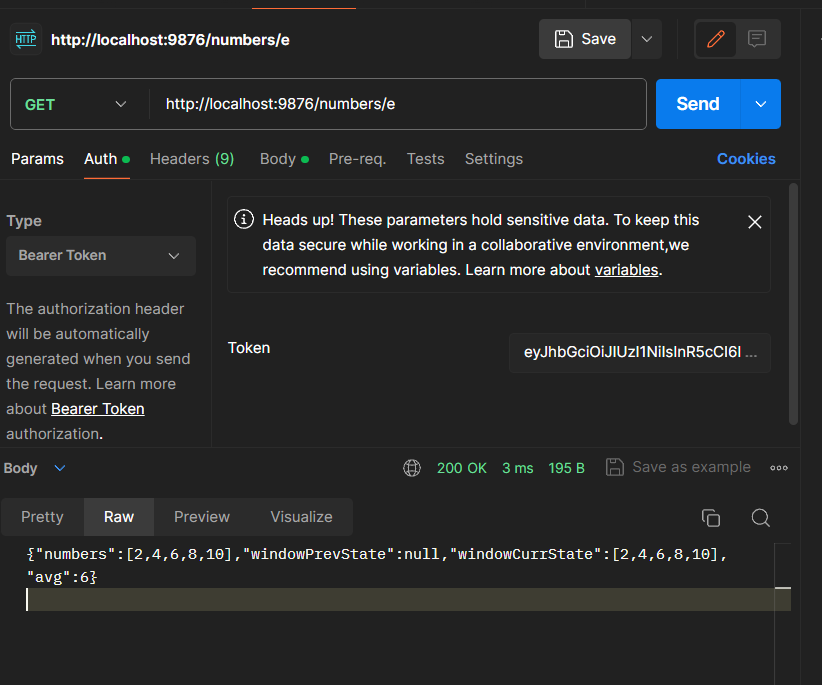 HTTP http://localhost:9876/numbers/e Save
GET http://localhost:9876/numbers/e Send
Params Auth Headers (9) Body Pre-req. Tests Settings Cookies
Type
Bearer Token
The authorization header
will be automatically
generated when you send
the request. Learn more
about Bearer Token
authorization.
Heads up! These parameters hold sensitive data. To keep this
data secure while working in a collaborative environment,we
recommend using variables. Learn more about variables.
Token eyJhbGciOiJIUzI1NiIsInR5cCI6I ...
Body 200 OK 3 ms 195 B Save as example
Pretty Raw Preview Visualize
{"numbers":[2,4,6,8,10],"windowPrevState":null,"windowCurrState":[2,4,6,8,10],
"avg":6}